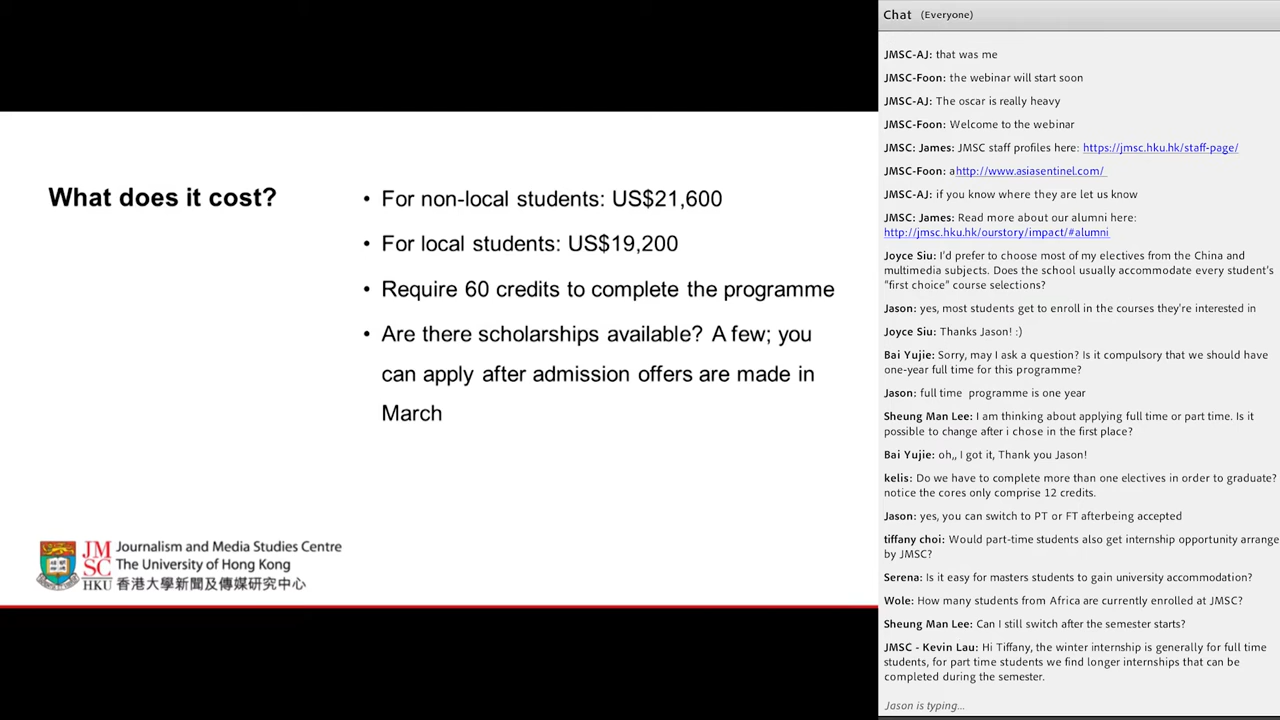 What does it cost?
• For non-local students: US$21,600
• For local students: US$19,200
• Require 60 credits to complete the programme
• Are there scholarships available? A few; you
can apply after admission offers are made in
March
JM
SC
HKU
Journalism and Media Studies Centre
The University of Hong Kong
香港大學新聞及傳媒研究中心
Chat (Everyone)
JMSC-AJ: that was me
JMSC-Foon: the webinar will start soon
JMSC-AJ: The oscar is really heavy
JMSC-Foon: Welcome to the webinar
JMSC: James: JMSC staff profiles here: https://jmsc.hku.hk/staff-page/
JMSC-Foon: ahttp://www.asiasentinel.com/
JMSC-AJ: if you know where they are let us know
JMSC: James: Read more about our alumni here:
http://jmsc.hku.hk/ourstory/impact/#alumni
Joyce Siu: I'd prefer to choose most of my electives from the China and
multimedia subjects. Does the school usually accommodate every student's
"first choice" course selections?
Jason: yes, most students get to enroll in the courses they're interested in
Joyce Siu: Thanks Jason! :)
Bai Yujie: Sorry, may I ask a question? Is it compulsory that we should have
one-year full time for this programme?
Jason: full time programme is one year
Sheung Man Lee: I am thinking about applying full time or part time. Is it
possible to change after i chose in the first place?
Bai Yujie: oh,, I got it, Thank you Jason!
kelis: Do we have to complete more than one electives in order to graduate?
notice the cores only comprise 12 credits.
Jason: yes, you can switch to PT or FT afterbeing accepted
tiffany choi: Would part-time students also get internship opportunity arrange
by JMSC?
Serena: Is it easy for masters students to gain university accommodation?
Wole: How many students from Africa are currently enrolled at JMSC?
Sheung Man Lee: Can I still switch after the semester starts?
JMSC - Kevin Lau: Hi Tiffany, the winter internship is generally for full time
students, for part time students we find longer internships that can be
completed during the semester.
Jason is typing...